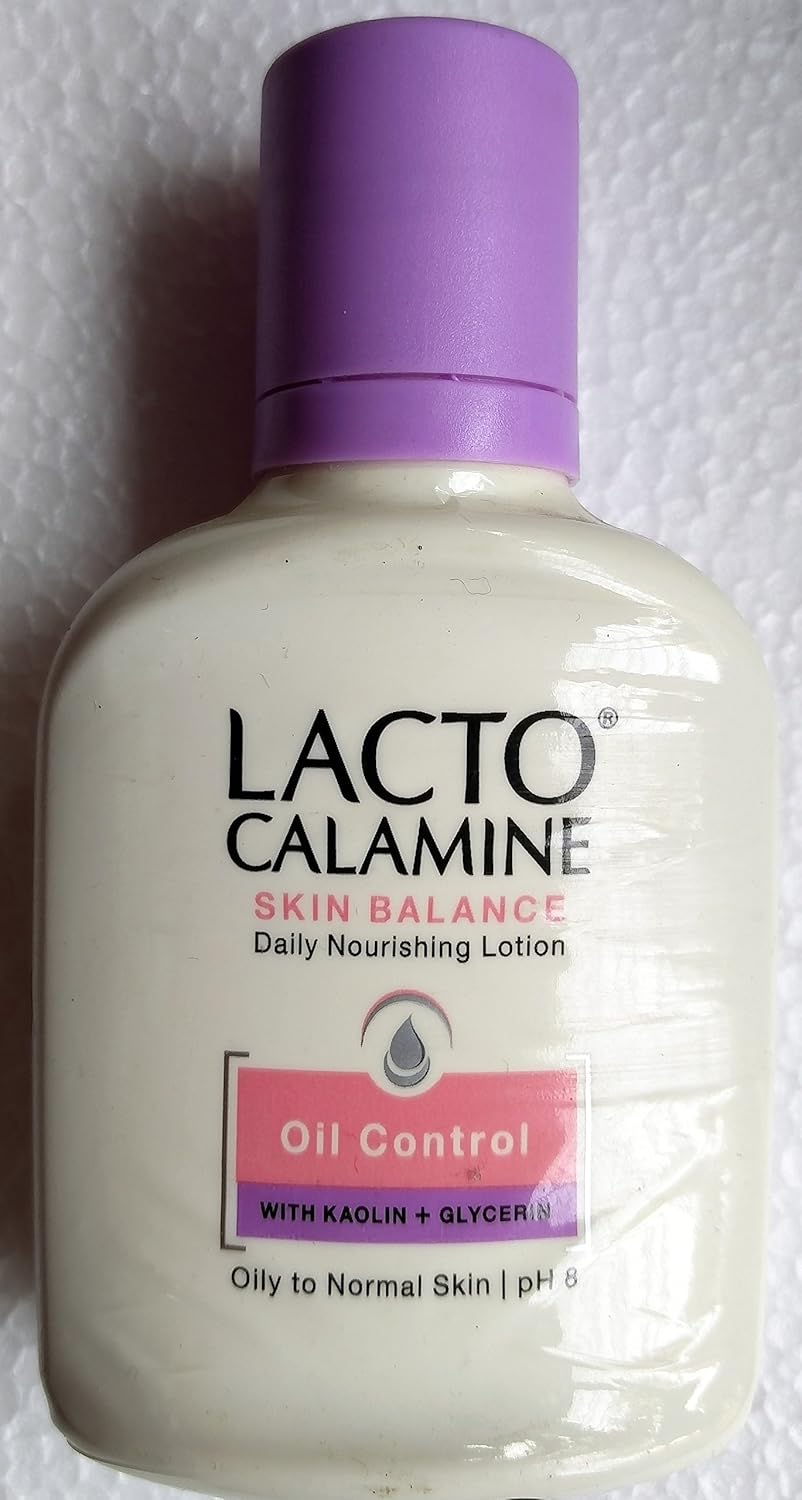 LACTO®
CALAMINE
SKIN BALANCE
Daily Nourishing Lotion
Oil Control
WITH KAOLIN + GLYCERIN
Oily to Normal Skin | pH 8